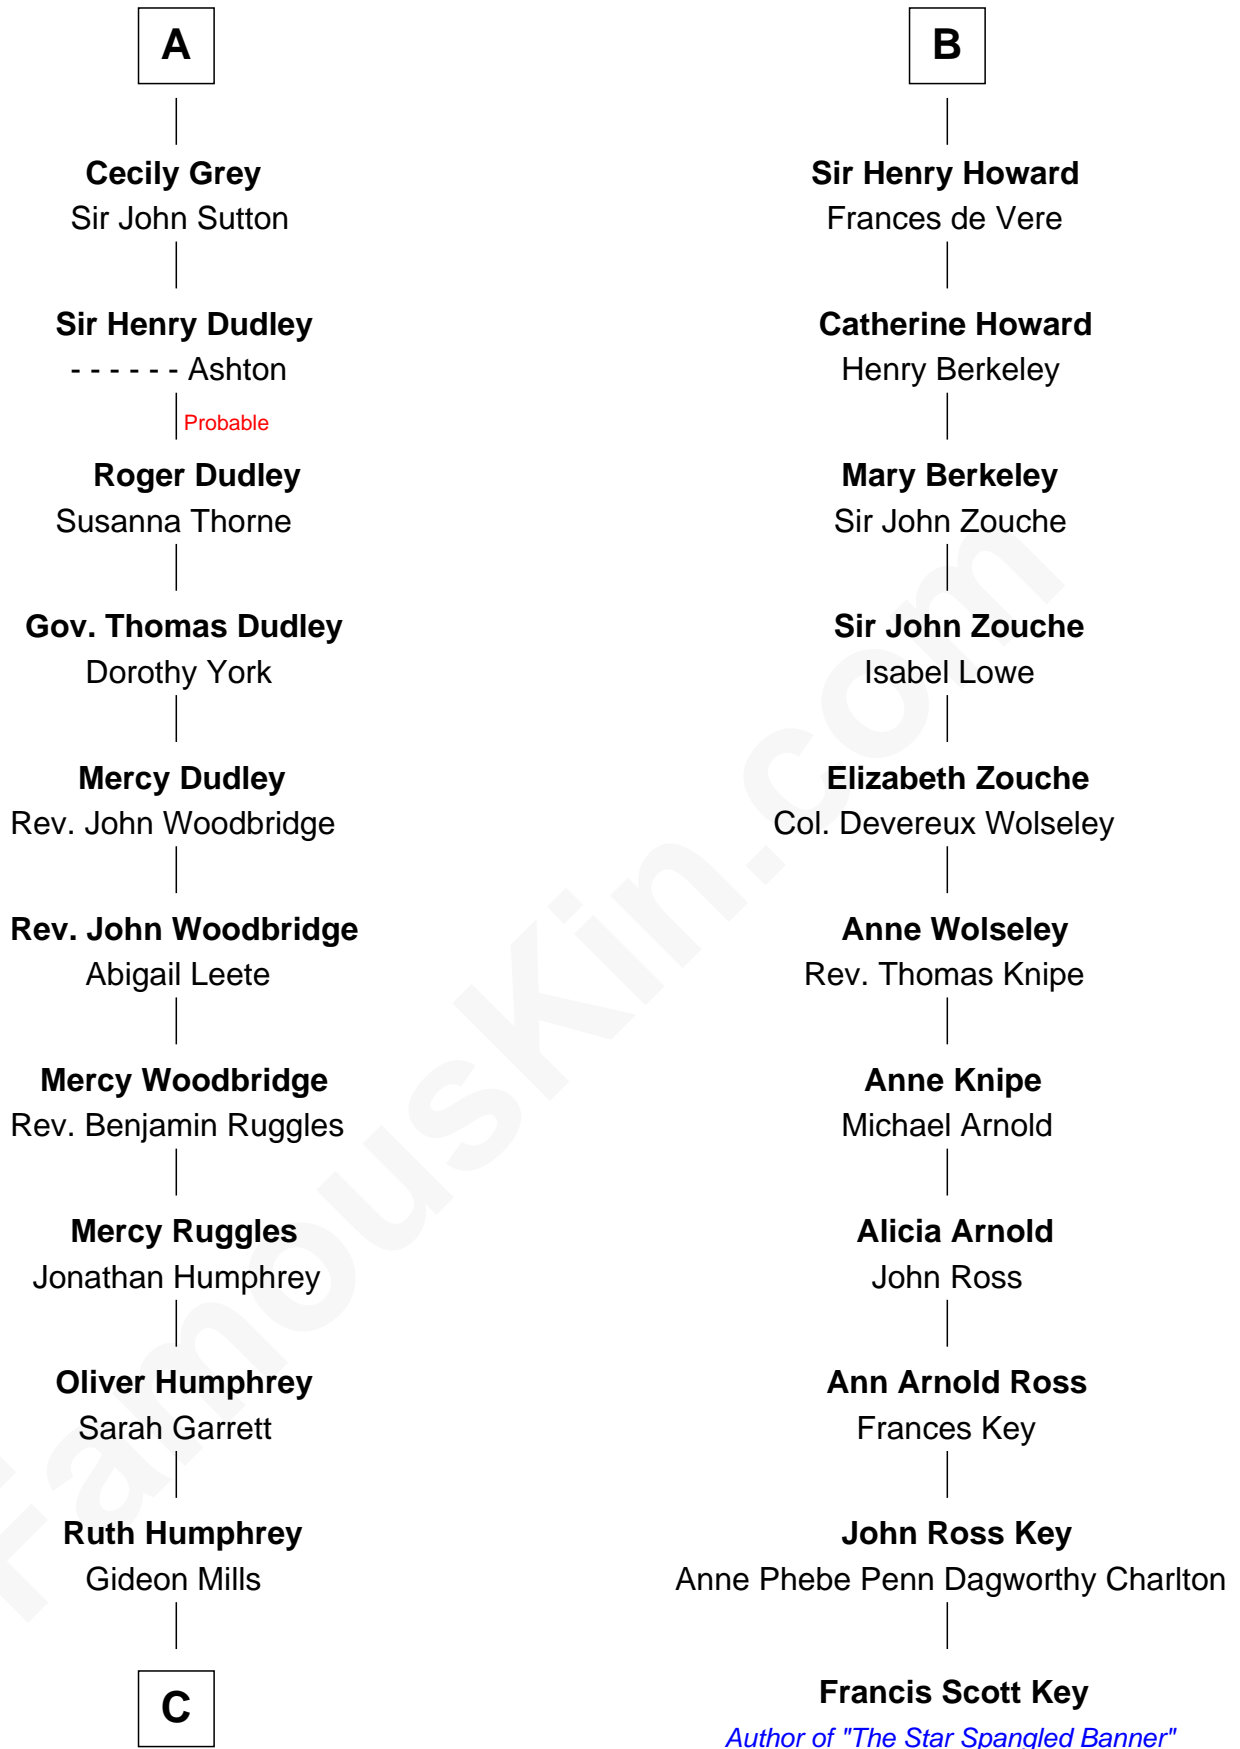 A
Cecily Grey
Sir John Sutton
Sir Henry Dudley
- - - - - - Ashton
Probable
Roger Dudley
Susanna Thorne
Gov. Thomas Dudley
Dorothy York
Mercy Dudley
Rev. John Woodbridge
Rev. John Woodbridge
Abigail Leete
Mercy Woodbridge
Rev. Benjamin Ruggles
Mercy Ruggles
Jonathan Humphrey
Oliver Humphrey
Sarah Garrett
Ruth Humphrey
Gideon Mills
C
B
Sir Henry Howard
Frances de Vere
Catherine Howard
Henry Berkeley
Mary Berkeley
Sir John Zouche
Sir John Zouche
Isabel Lowe
Elizabeth Zouche
Col. Devereux Wolseley
Anne Wolseley
Rev. Thomas Knipe
Anne Knipe
Michael Arnold
Alicia Arnold
John Ross
Ann Arnold Ross
Frances Key
John Ross Key
Anne Phebe Penn Dagworthy Charlton
Francis Scott Key
Author of "The Star Spangled Banner"
FamousKin.com